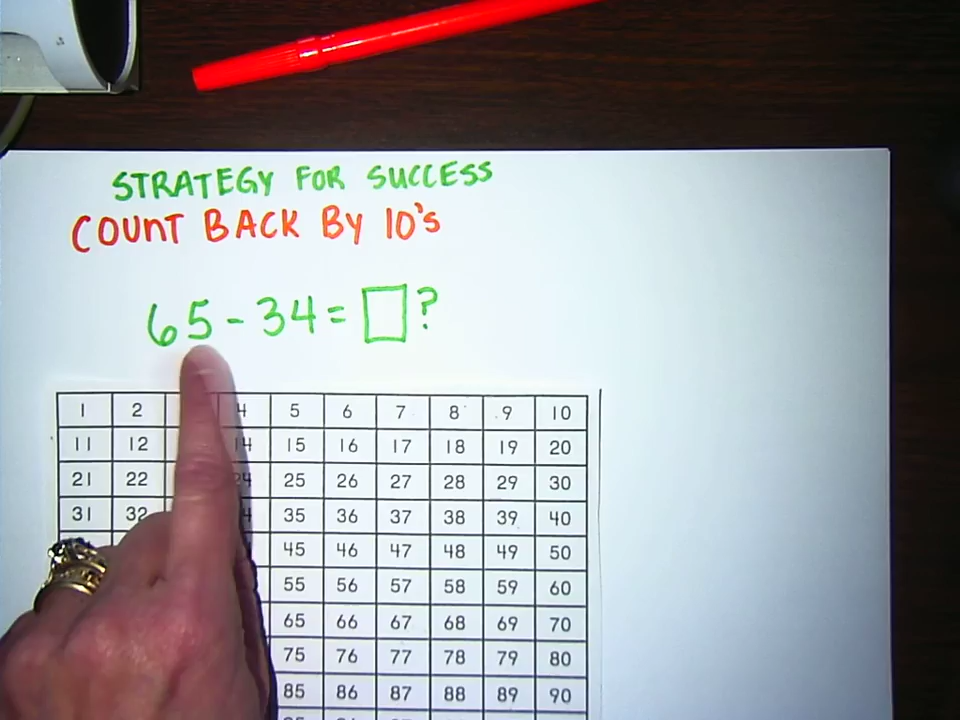 STRATEGY FOR SUCCESS
COUNT BACK BY 10's
65 - 34 = □?
1 2 4 5 6 7 8 9 10
11 12 14 15 16 17 18 19 20
21 22 24 25 26 27 28 29 30
31 32 35 36 37 38 39 40
45 46 47 48 49 50
55 56 57 58 59 60
65 66 67 68 69 70
75 76 77 78 79 80
85 86 87 88 89 90